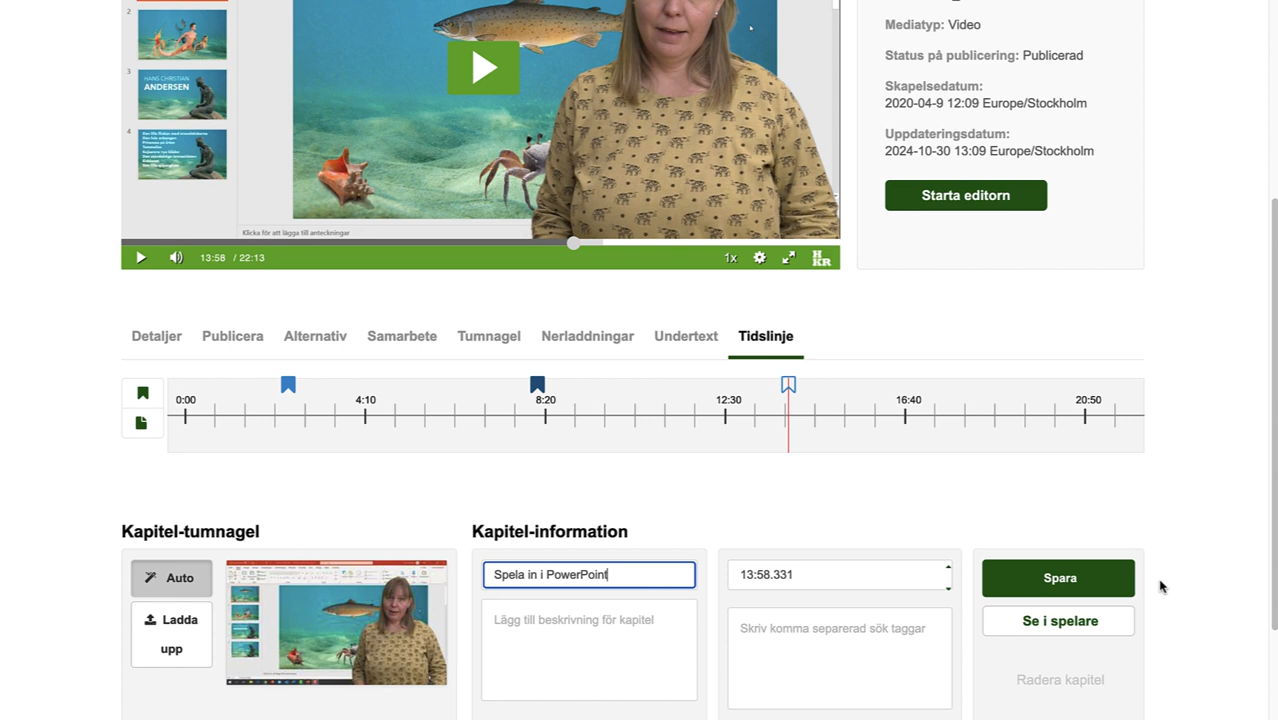 2
3
HANS CHRISTIAN
ANDERSEN
4
Klicka för att lägga till anteckningar
13:58 / 22:13
1x
H
KR
Mediatyp: Video
Status på publicering: Publicerad
Skapelsedatum:
2020-04-9 12:09 Europe/Stockholm
Uppdateringsdatum:
2024-10-30 13:09 Europe/Stockholm
Starta editorn
Detaljer Publicera Alternativ Samarbete Tumnagel Nerladdningar Undertext Tidslinje
0:00 4:10 8:20 12:30 16:40 20:50
Kapitel-tumnagel
Auto
Ladda
upp
Kapitel-information
Spela in i PowerPoint
Lägg till beskrivning för kapitel
13:58.331
Skriv komma separerad sök taggar
Spara
Se i spelare
Radera kapitel